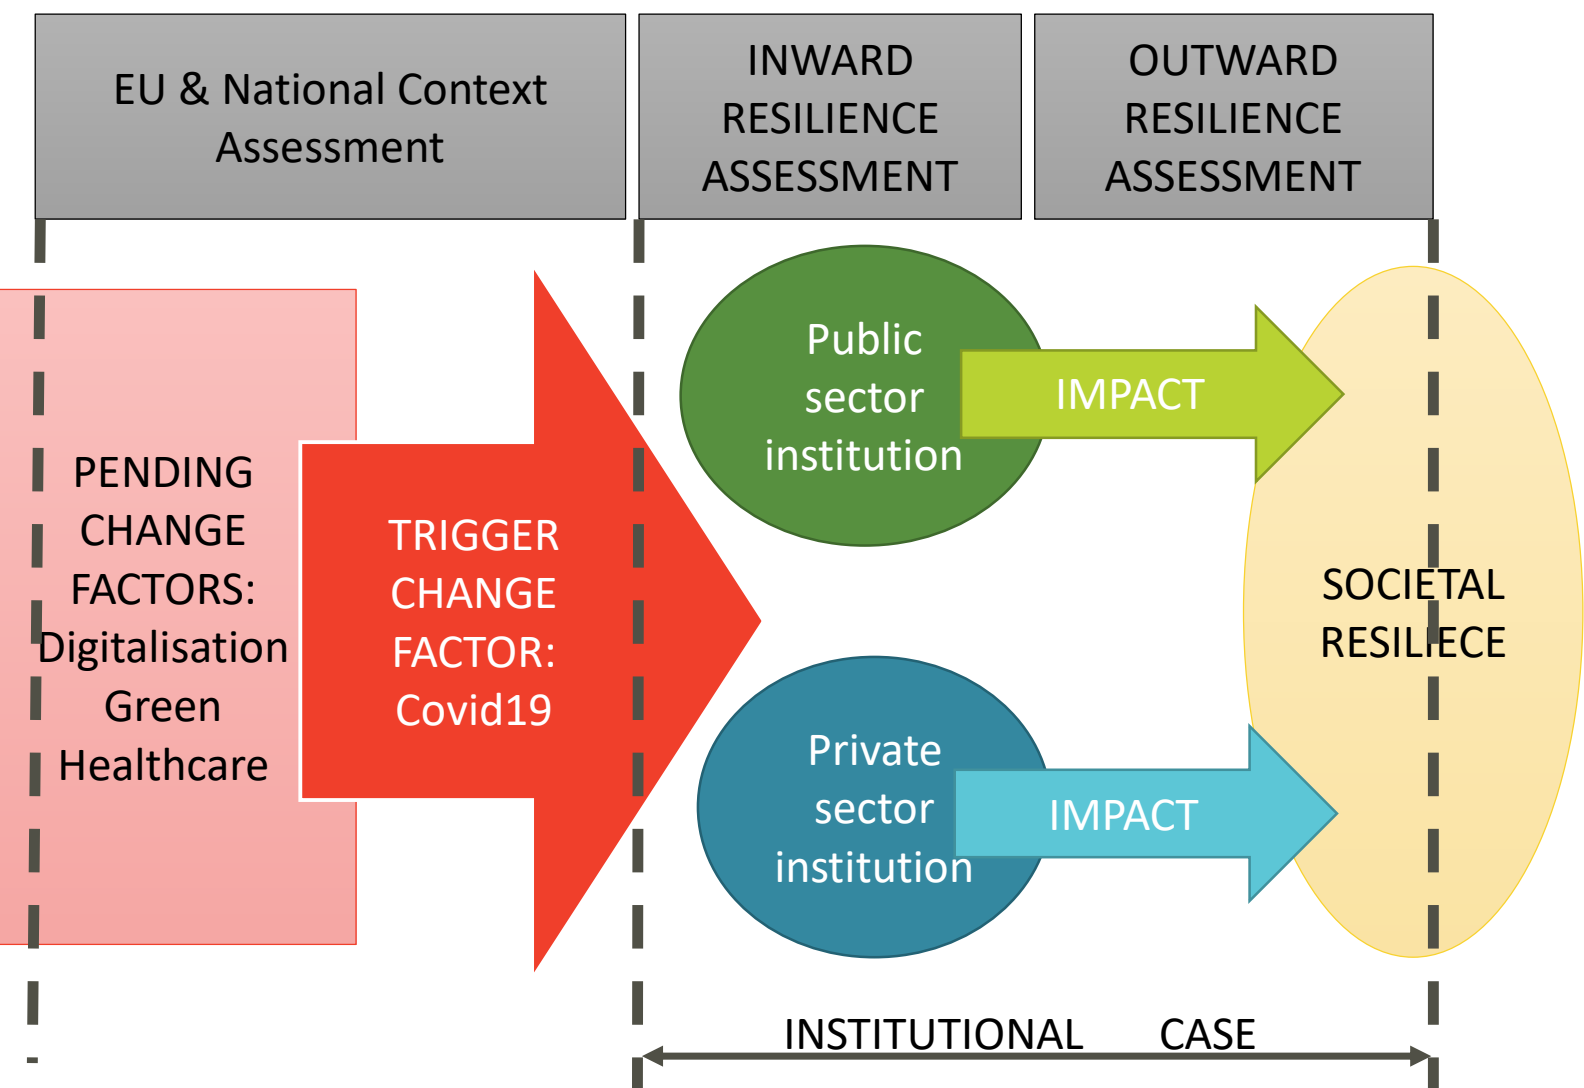 EU & National Context
Assessment
INWARD
RESILIENCE
ASSESSMENT
OUTWARD
RESILIENCE
ASSESSMENT
PENDING
CHANGE
FACTORS:
Digitalisation
Green
Healthcare
TRIGGER
CHANGE
FACTOR:
Covid19
Public
sector
institution
IMPACT
Private
sector
institution
IMPACT
SOCIETAL
RESILIECE
INSTITUTIONAL CASE